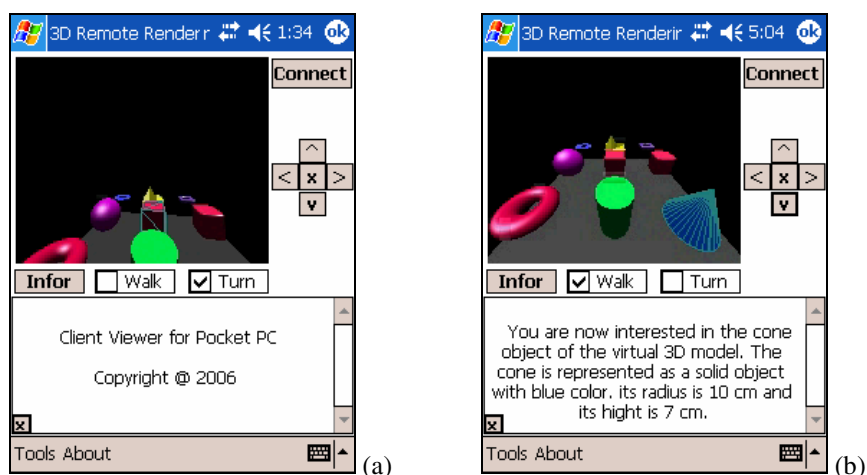 3D Remote Renderr 1:34 ok
Connect
^
< x >
v
Infor Walk Turn
Client Viewer for Pocket PC
Copyright @ 2006
x
Tools About
(a)
3D Remote Renderir 5:04 ok
Connect
^
< x >
v
Infor Walk Turn
You are now interested in the cone
object of the virtual 3D model. The
cone is represented as a solid object
with blue color. its radius is 10 cm and
its hight is 7 cm.
x
Tools About
(b)